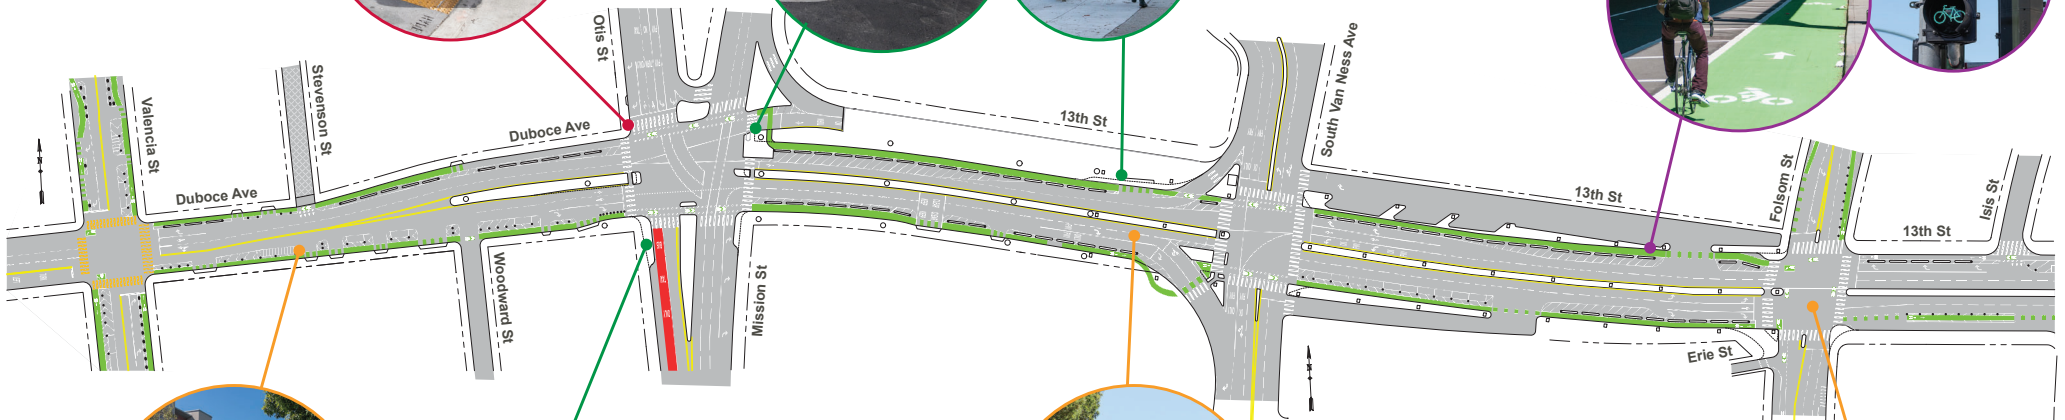 Otis St
South Van Ness Ave
Valencia St
Stevenson St
Duboce Ave
13th St
Duboce Ave
13th St
Folsom St
Isis St
13th St
Woodward St
Mission St
Erie St
N
N